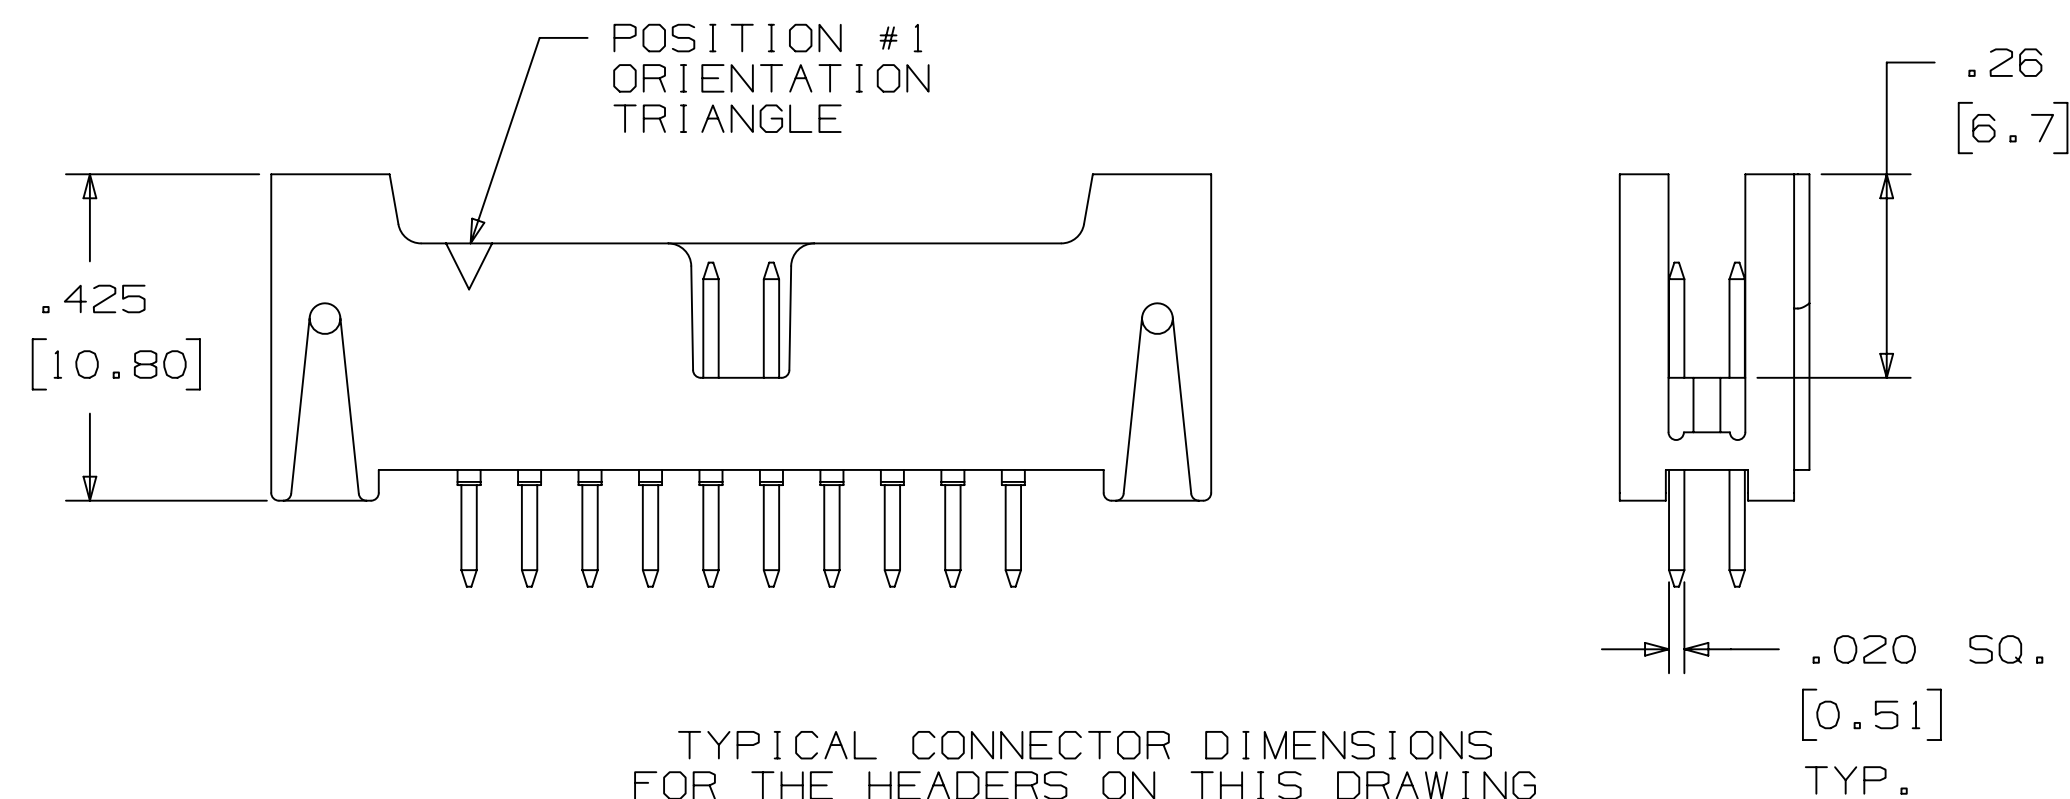 POSITION #1
ORIENTATION
TRIANGLE
.26
[6.7]
.425
[10.80]
.020 SQ.
[0.51]
TYP.
TYPICAL CONNECTOR DIMENSIONS
FOR THE HEADERS ON THIS DRAWING